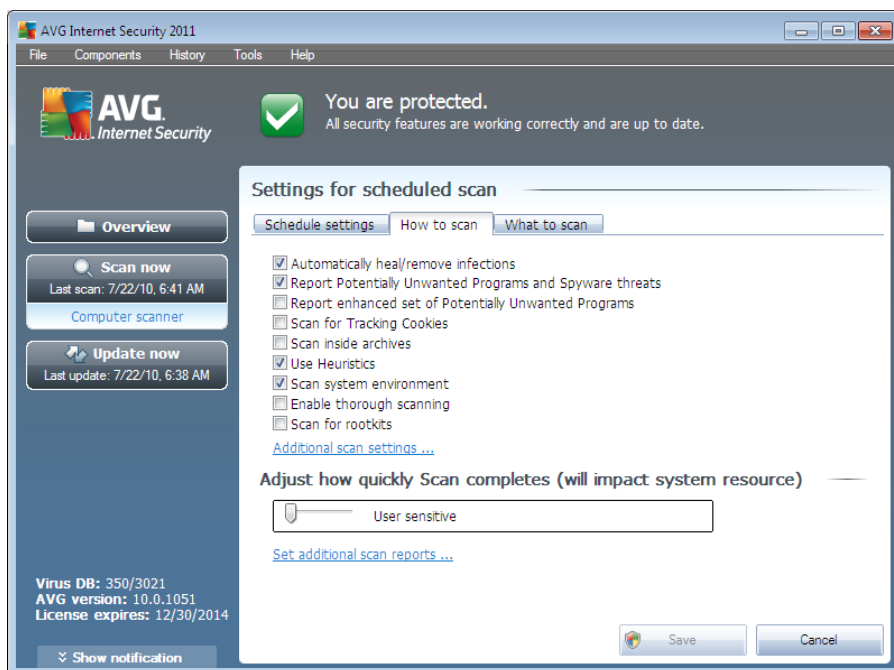 AVG Internet Security 2011
File Components History Tools Help
AVG.
Internet Security
You are protected.
All security features are working correctly and are up to date.
Overview
Scan now
Last scan: 7/22/10, 6:41 AM
Computer scanner
Update now
Last update: 7/22/10, 6:38 AM
Settings for scheduled scan
Schedule settings How to scan What to scan
Automatically heal/remove infections
Report Potentially Unwanted Programs and Spyware threats
Report enhanced set of Potentially Unwanted Programs
Scan for Tracking Cookies
Scan inside archives
Use Heuristics
Scan system environment
Enable thorough scanning
Scan for rootkits
Additional scan settings ...
Adjust how quickly Scan completes (will impact system resource)
User sensitive
Set additional scan reports ...
Virus DB: 350/3021
AVG version: 10.0.1051
License expires: 12/30/2014
Show notification
Save Cancel